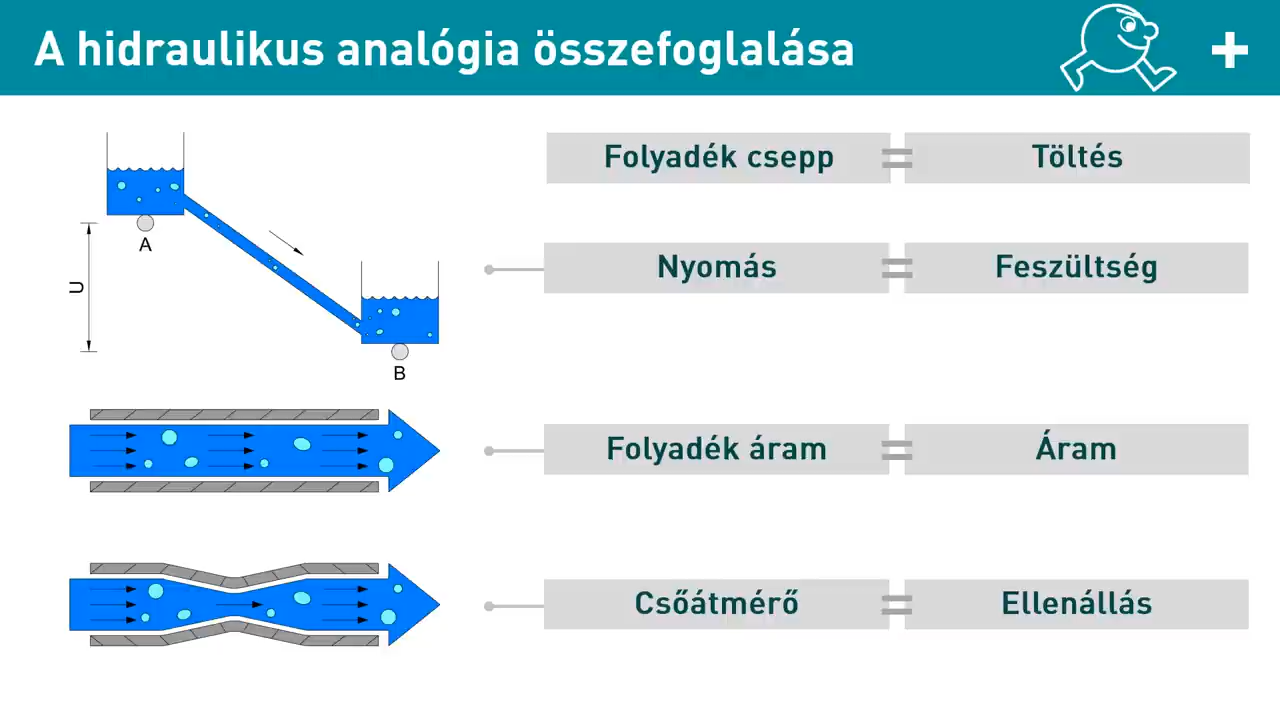 A hidraulikus analógia összefoglalása
+
Folyadék csepp = Töltés
A
U
B
Nyomás = Feszültség
Folyadék áram = Áram
Csőátmérő = Ellenállás